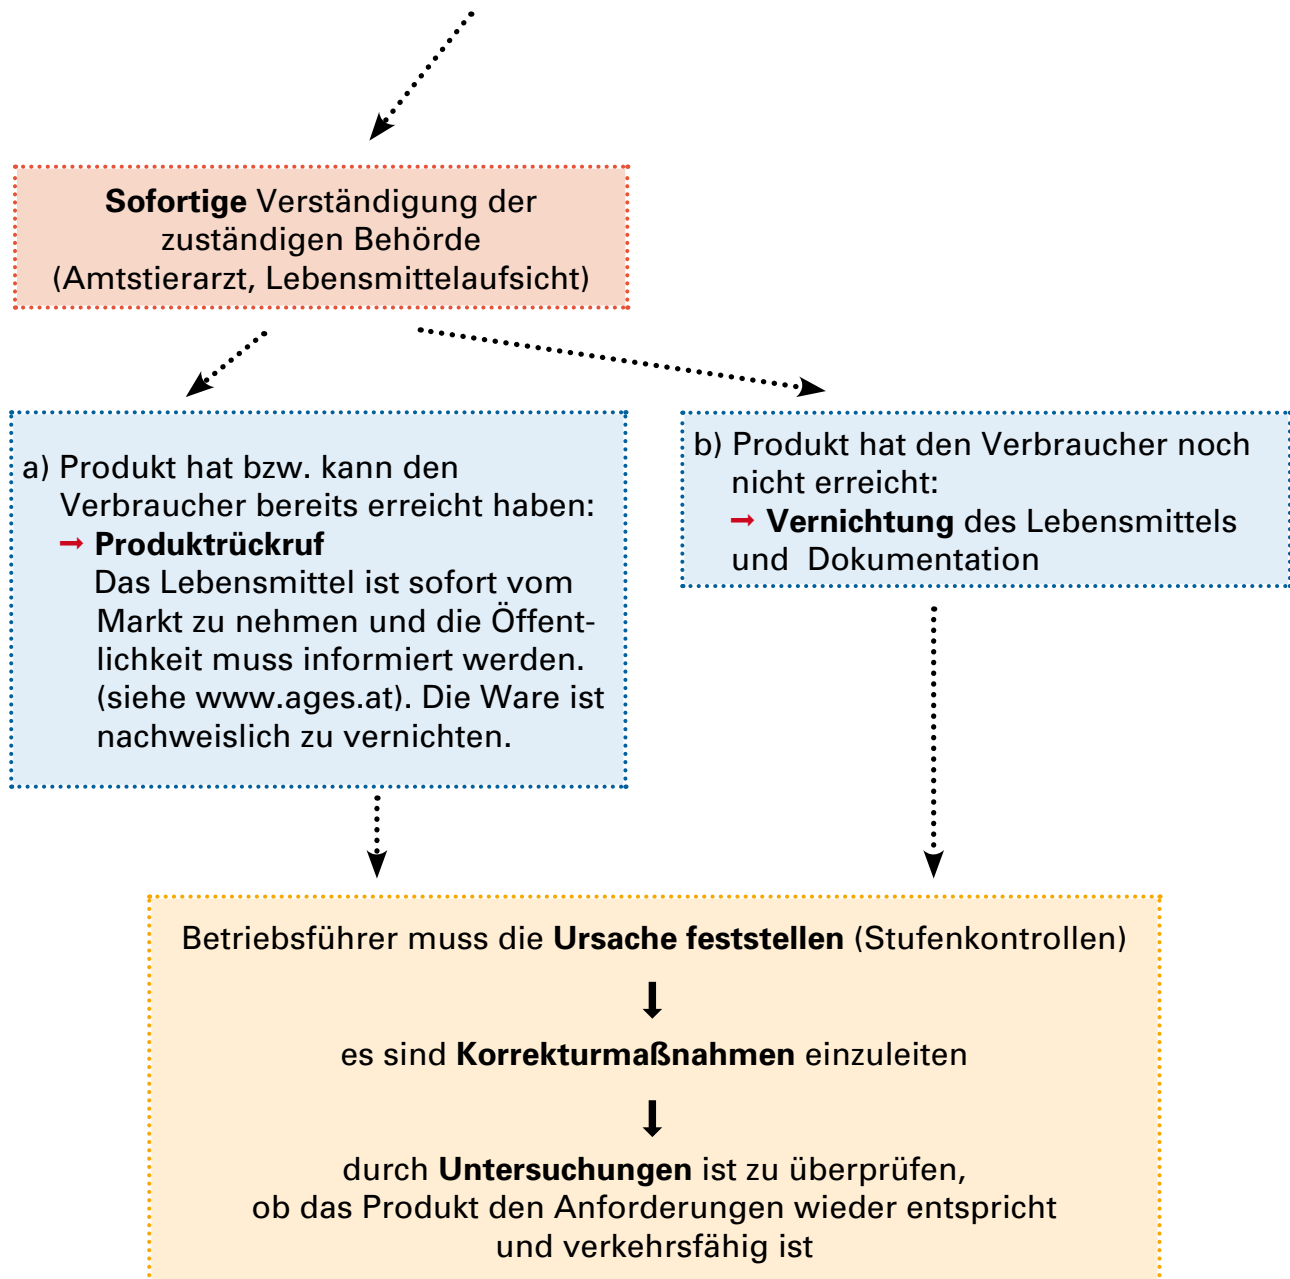 Sofortige Verständigung der
zuständigen Behörde
(Amtstierarzt, Lebensmittelaufsicht)
a) Produkt hat bzw. kann den
Verbraucher bereits erreicht haben:
→ Produktrückruf
Das Lebensmittel ist sofort vom
Markt zu nehmen und die Öffent-
lichkeit muss informiert werden.
(siehe www.ages.at). Die Ware ist
nachweislich zu vernichten.
b) Produkt hat den Verbraucher noch
nicht erreicht:
→ Vernichtung des Lebensmittels
und Dokumentation
Betriebsführer muss die Ursache feststellen (Stufenkontrollen)
es sind Korrekturmaßnahmen einzuleiten
durch Untersuchungen ist zu überprüfen,
ob das Produkt den Anforderungen wieder entspricht
und verkehrsfähig ist